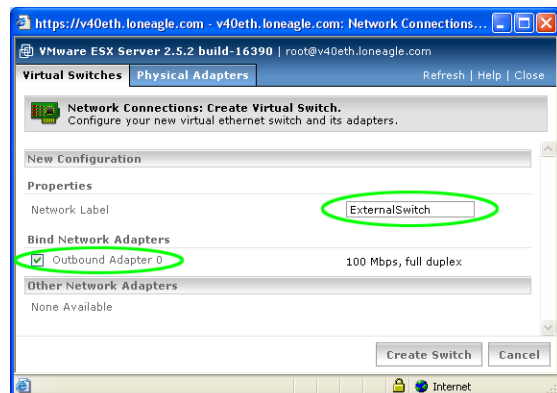 https://v40eth.loneagle.com - v40eth.loneagle.com: Network Connections...
VMware ESX Server 2.5.2 build-16390 | root@v40eth.loneagle.com
Virtual Switches Physical Adapters Refresh | Help | Close
Network Connections: Create Virtual Switch.
Configure your new virtual ethernet switch and its adapters.
New Configuration
Properties
Network Label ExternalSwitch
Bind Network Adapters
Outbound Adapter 0 100 Mbps, full duplex
Other Network Adapters
None Available
Create Switch Cancel
Internet